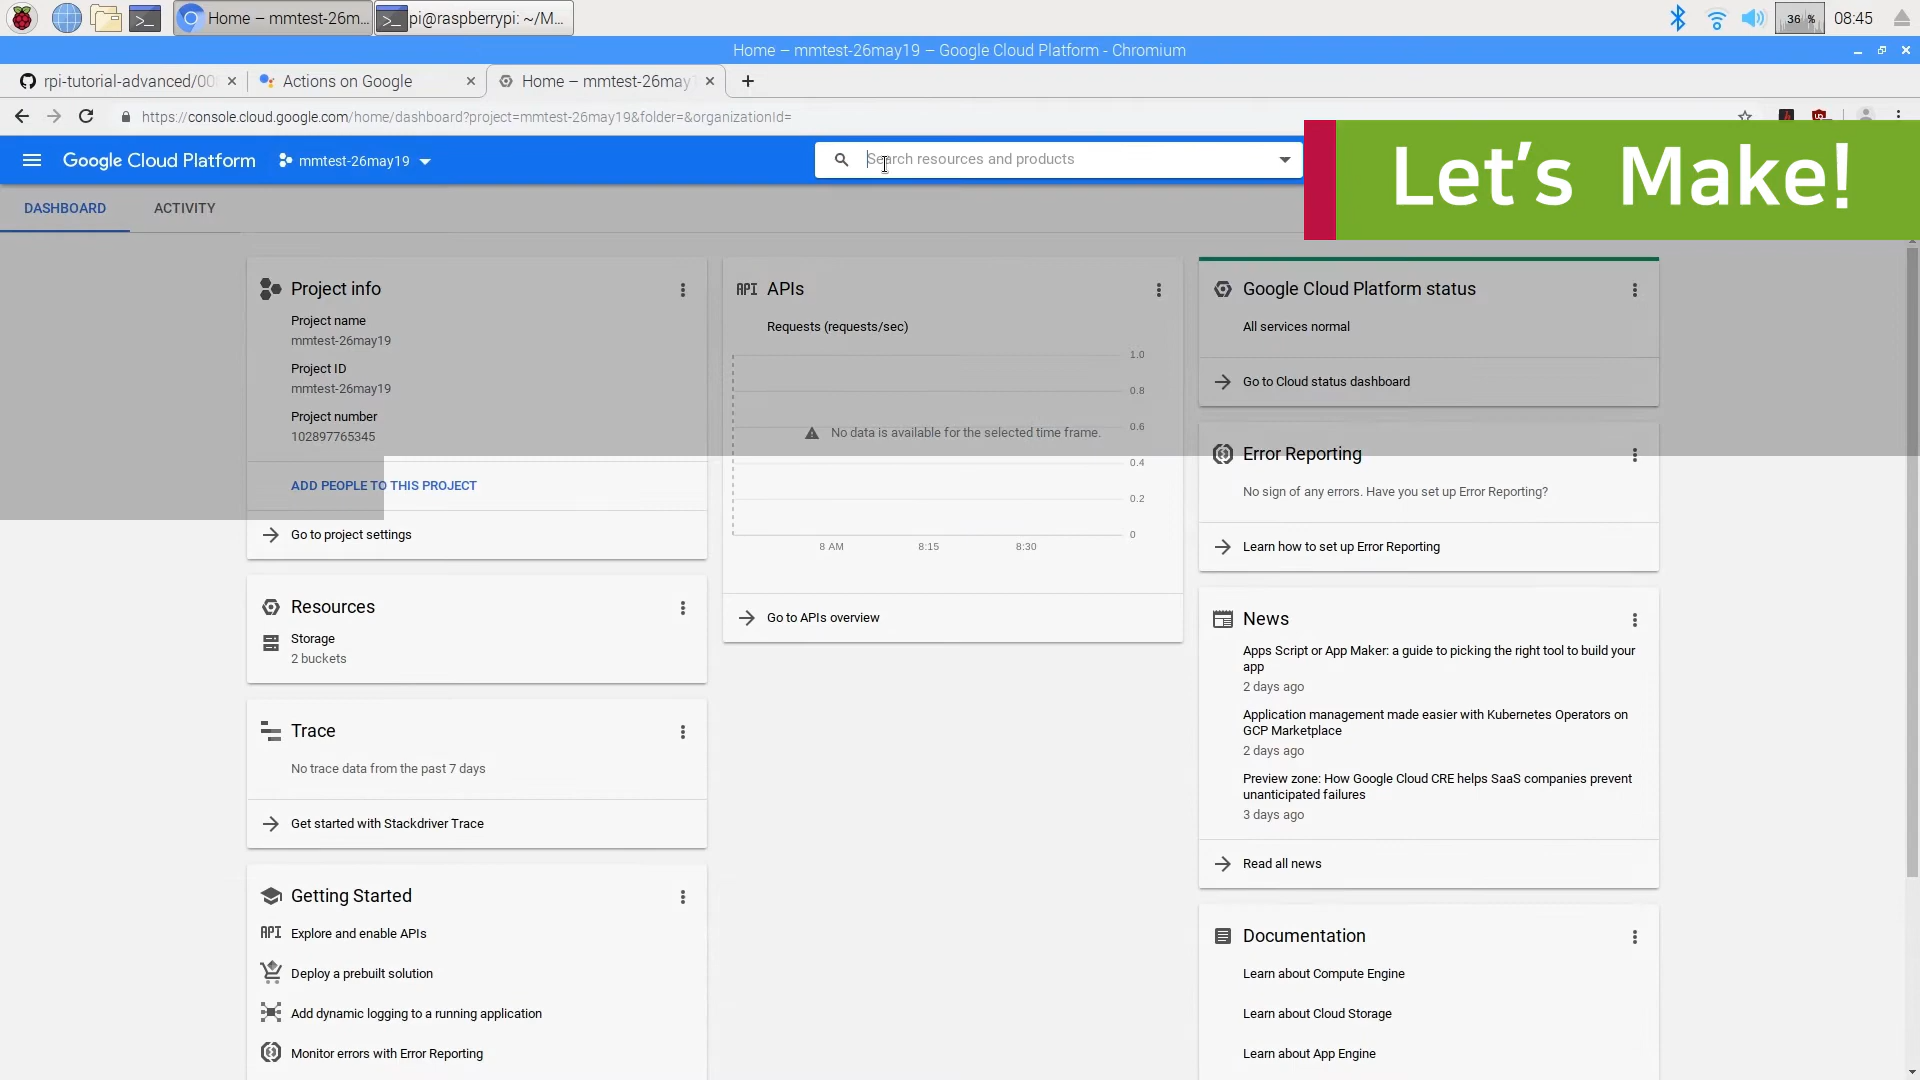 Home – mmtest-26m...
pi@raspberrypi: ~/M...
36 %
08:45
Home – mmtest-26may19 – Google Cloud Platform - Chromium
rpi-tutorial-advanced/00
Actions on Google
Home – mmtest-26may
https://console.cloud.google.com/home/dashboard?project=mmtest-26may19&folder=&organizationId=
Google Cloud Platform
mmtest-26may19
Search resources and products
Let's Make!
DASHBOARD
ACTIVITY
Project info
Project name
mmtest-26may19
Project ID
mmtest-26may19
Project number
102897765345
ADD PEOPLE TO THIS PROJECT
Go to project settings
Resources
Storage
2 buckets
Trace
No trace data from the past 7 days
Get started with Stackdriver Trace
Getting Started
API Explore and enable APIs
Deploy a prebuilt solution
Add dynamic logging to a running application
Monitor errors with Error Reporting
API APIs
Requests (requests/sec)
1.0
0.8
0.6
No data is available for the selected time frame.
0.4
0.2
0
8 AM
8:15
8:30
Go to APIs overview
Google Cloud Platform status
All services normal
Go to Cloud status dashboard
Error Reporting
No sign of any errors. Have you set up Error Reporting?
Learn how to set up Error Reporting
News
Apps Script or App Maker: a guide to picking the right tool to build your
app
2 days ago
Application management made easier with Kubernetes Operators on
GCP Marketplace
2 days ago
Preview zone: How Google Cloud CRE helps SaaS companies prevent
unanticipated failures
3 days ago
Read all news
Documentation
Learn about Compute Engine
Learn about Cloud Storage
Learn about App Engine